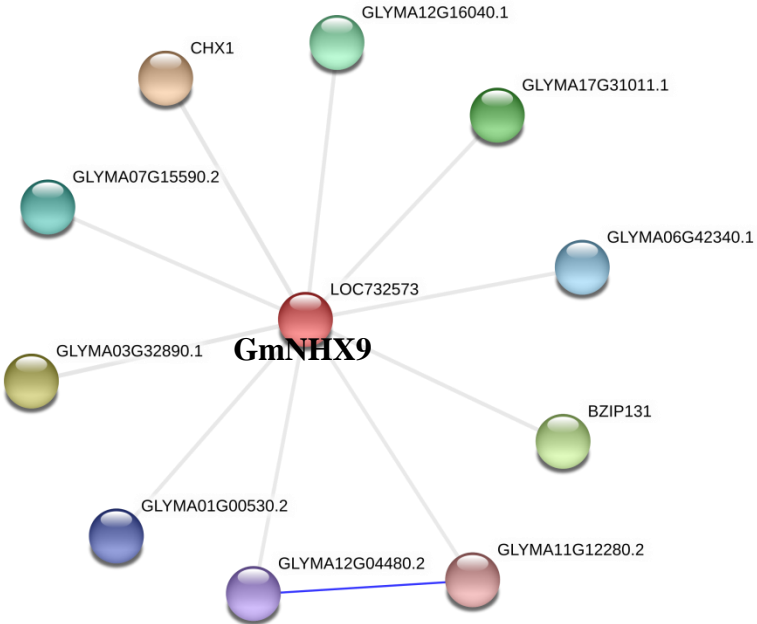 GLYMA12G16040.1
CHX1
GLYMA17G31011.1
GLYMA07G15590.2
GLYMA06G42340.1
LOC732573
GmNHX9
GLYMA03G32890.1
BZIP131
GLYMA01G00530.2
GLYMA11G12280.2
GLYMA12G04480.2